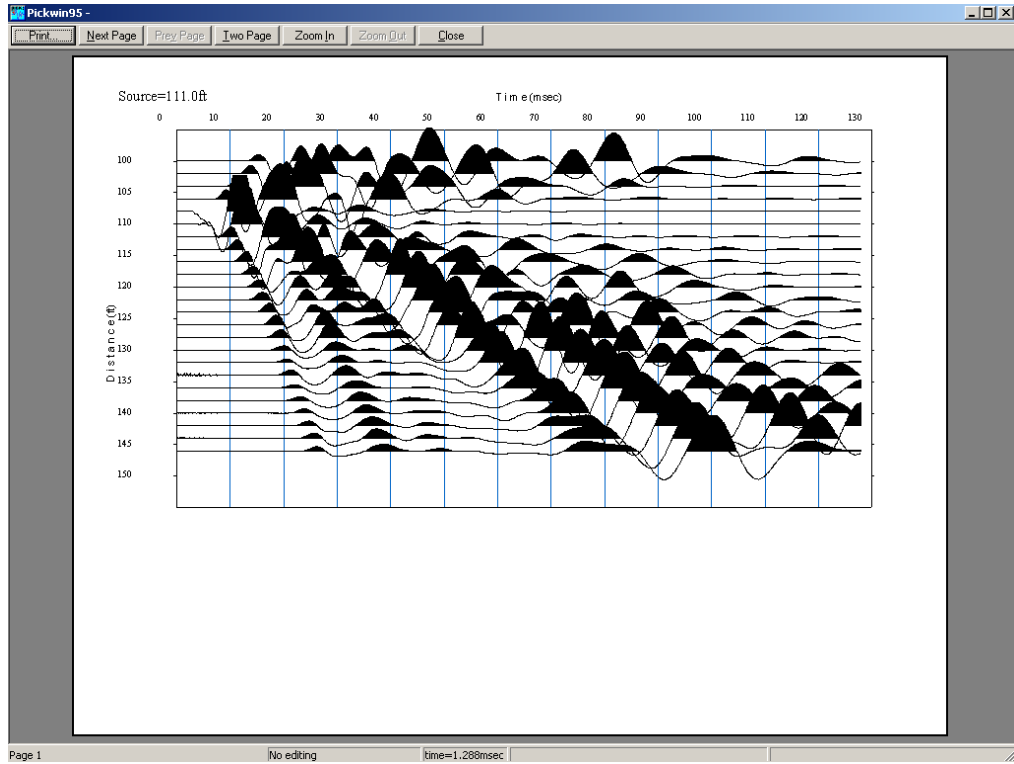 Pickwin95 -
Print... Next Page Prev Page Two Page Zoom In Zoom Out Close
Source=111.0ft
Time(msec)
0 10 20 30 40 50 60 70 80 90 100 110 120 130
100
105
110
115
120
125
130
135
140
145
150
Distance(ft)
Page 1 No editing time=1.288msec